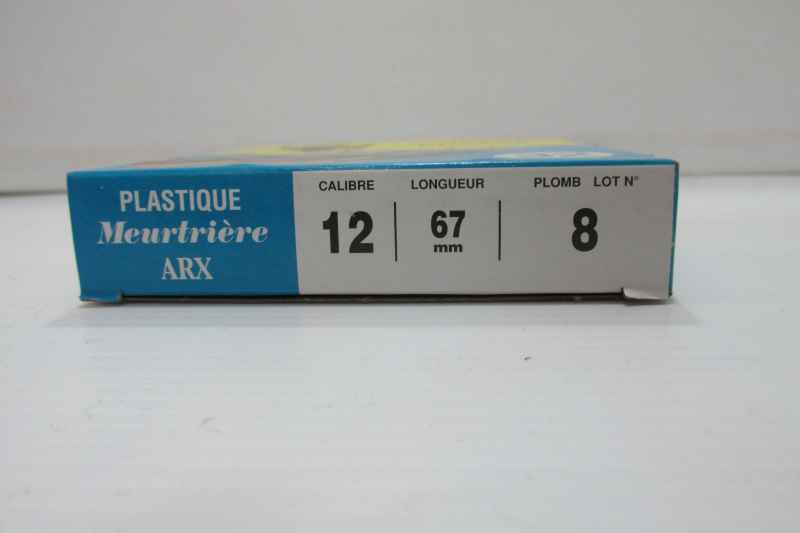 PLASTIQUE
Meurtrière
ARX
CALIBRE LONGUEUR PLOMB LOT N°
12 67 mm 8